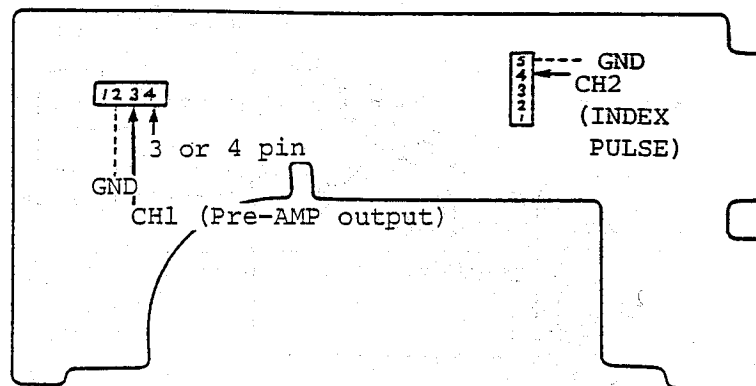 1 2 3 4
3 or 4 pin
GND
CH1 (Pre-AMP output)
5
4
3
2
1
GND
CH2
(INDEX
PULSE)